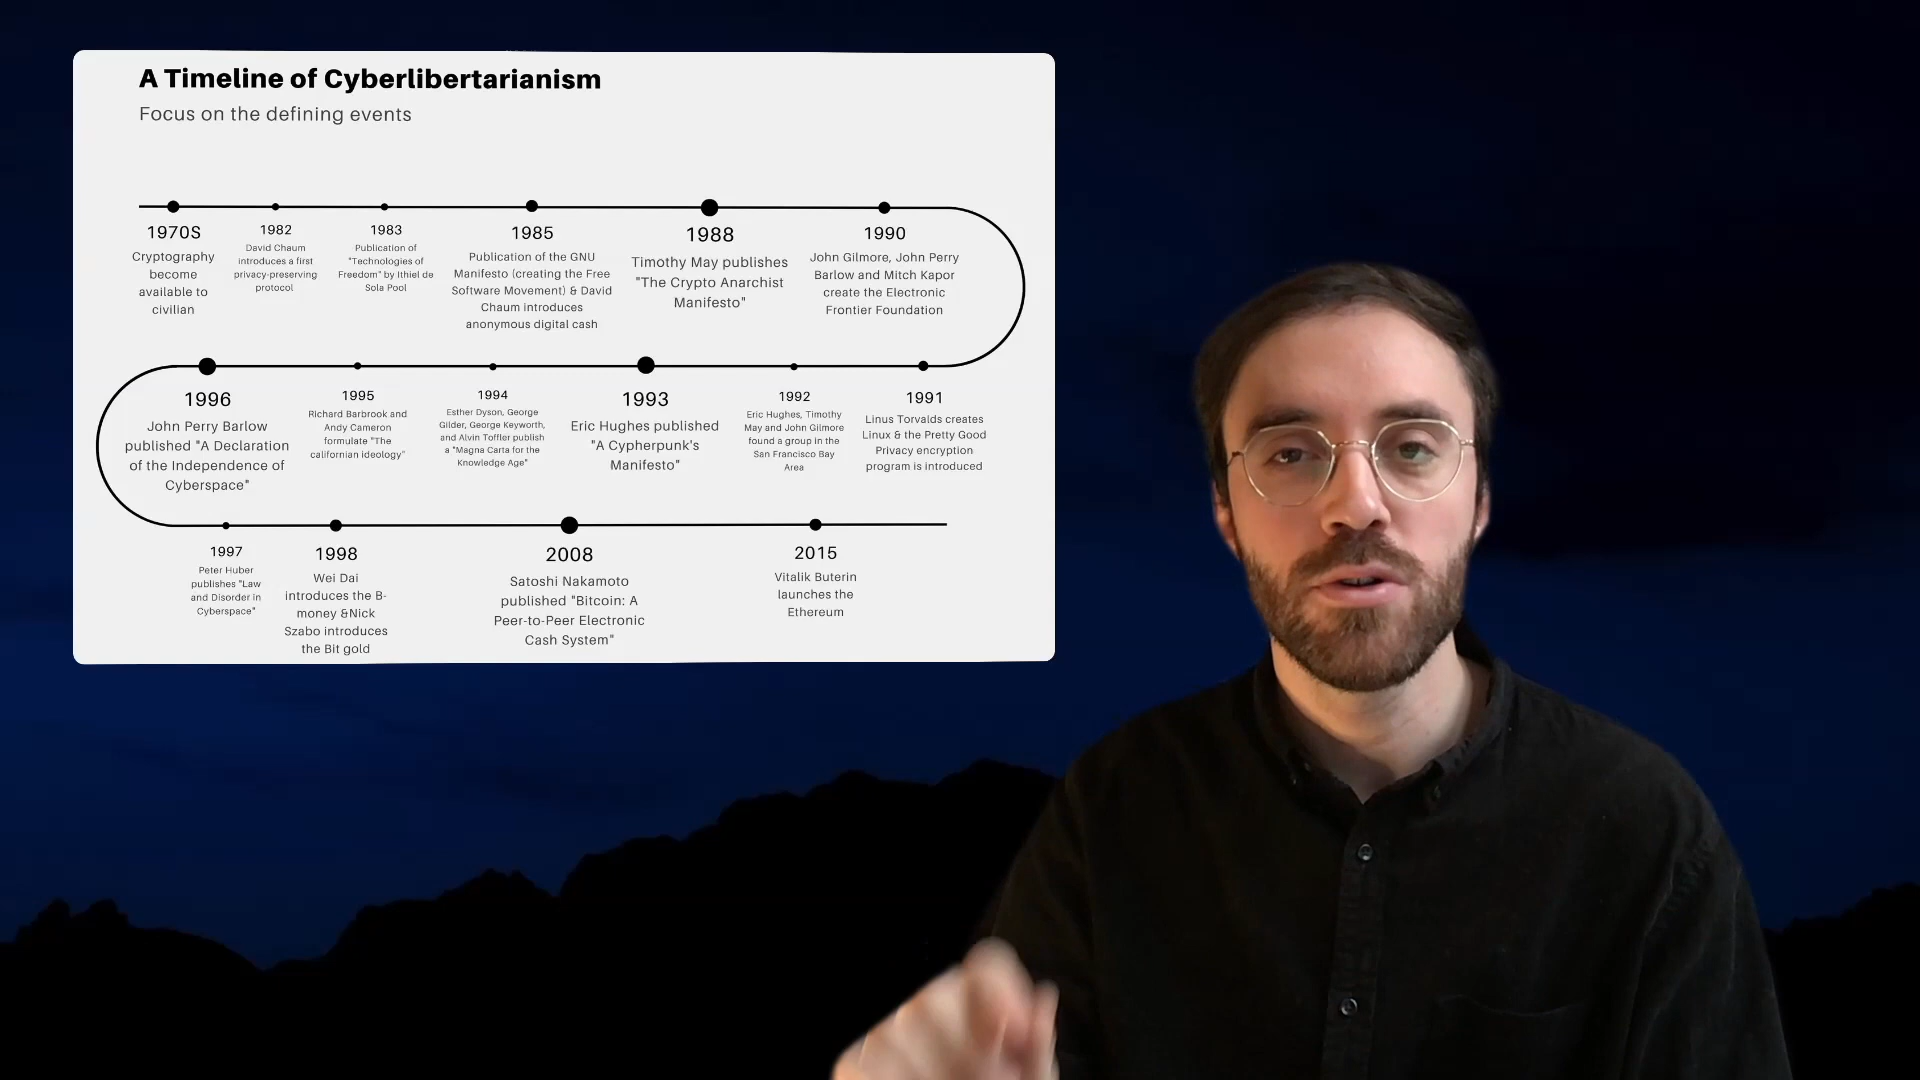 A Timeline of Cyberlibertarianism
Focus on the defining events
1970S
Cryptography
become
available to
civilian
1982
David Chaum
introduces a first
privacy-preserving
protocol
1983
Publication of
"Technologies of
Freedom" by Ithiel de
Sola Pool
1985
Publication of the GNU
Manifesto (creating the Free
Software Movement) & David
Chaum introduces
anonymous digital cash
1988
Timothy May publishes
"The Crypto Anarchist
Manifesto"
1990
John Gilmore, John Perry
Barlow and Mitch Kapor
create the Electronic
Frontier Foundation
1996
John Perry Barlow
published "A Declaration
of the Independence of
Cyberspace"
1995
Richard Barbrook and
Andy Cameron
formulate "The
californian ideology"
1994
Esther Dyson, George
Gilder, George Keyworth,
and Alvin Toffler publish
a "Magna Carta for the
Knowledge Age"
1993
Eric Hughes published
"A Cypherpunk's
Manifesto"
1992
Eric Hughes, Timothy
May and John Gilmore
found a group in the
San Francisco Bay
Area
1991
Linus Torvalds creates
Linux & the Pretty Good
Privacy encryption
program is introduced
1997
Peter Huber
publishes "Law
and Disorder in
Cyberspace"
1998
Wei Dai
introduces the B-
money &Nick
Szabo introduces
the Bit gold
2008
Satoshi Nakamoto
published "Bitcoin: A
Peer-to-Peer Electronic
Cash System"
2015
Vitalik Buterin
launches the
Ethereum